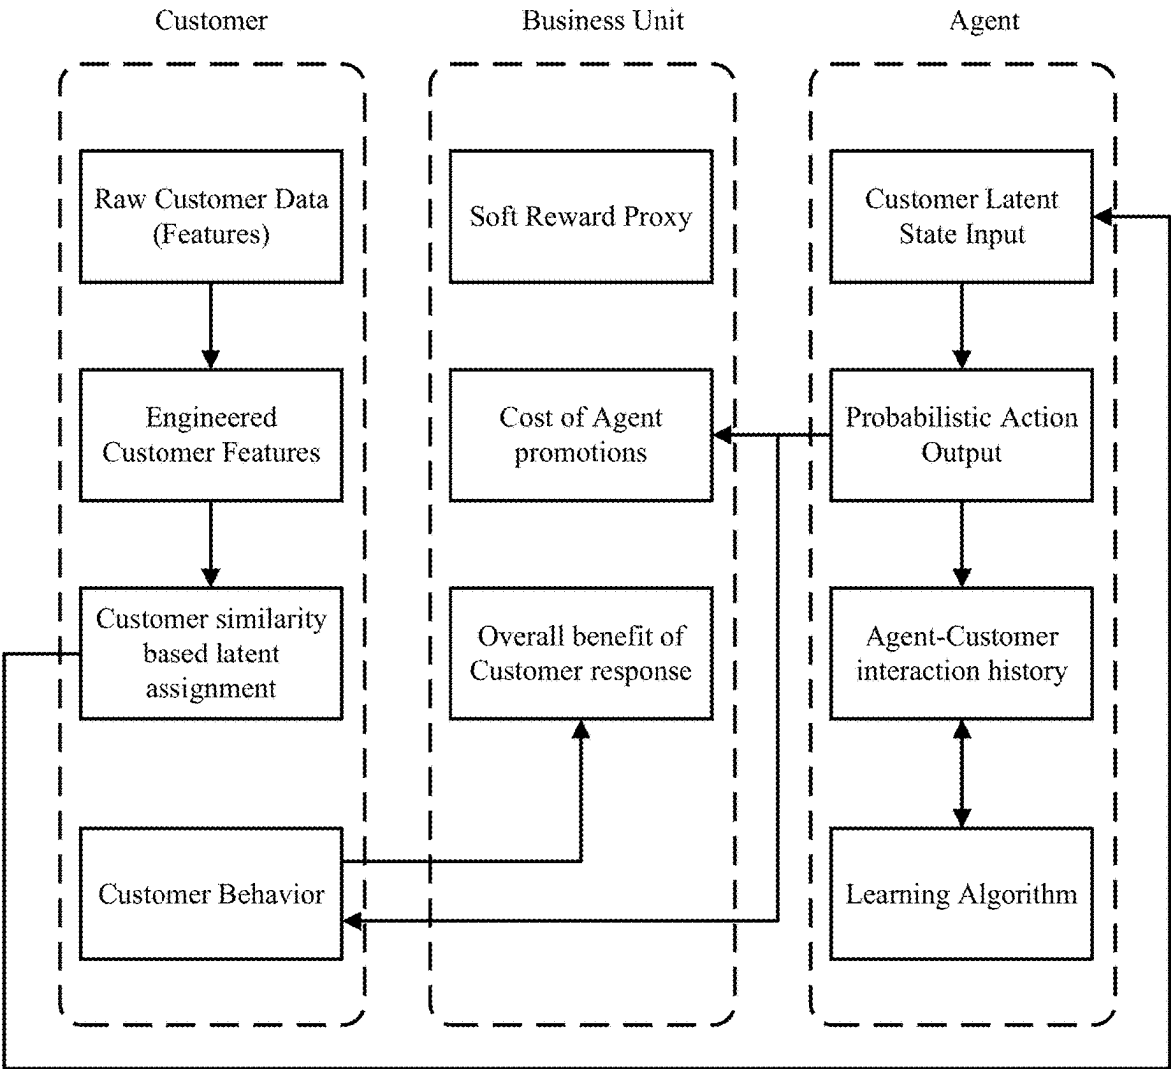 Customer
Business Unit
Agent
Raw Customer Data
(Features)
Engineered
Customer Features
Customer similarity
based latent
assignment
Customer Behavior
Soft Reward Proxy
Cost of Agent
promotions
Overall benefit of
Customer response
Customer Latent
State Input
Probabilistic Action
Output
Agent-Customer
interaction history
Learning Algorithm